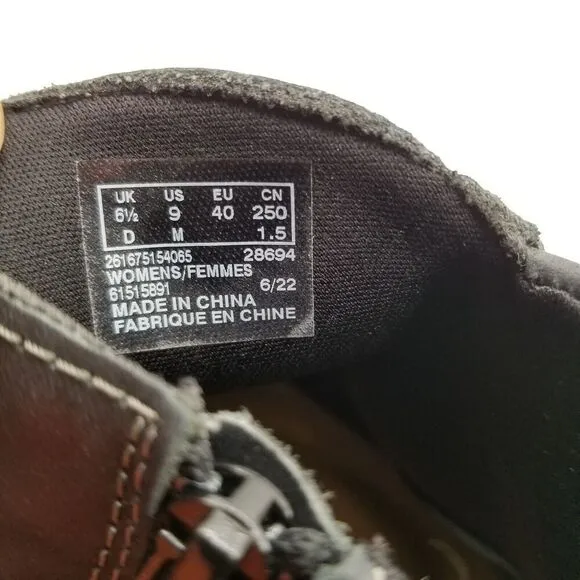 UK US EU CN
6½ 9 40 250
D M 1.5
261675154065 28694
WOMENS/FEMMES
61515891 6/22
MADE IN CHINA
FABRIQUE EN CHINE